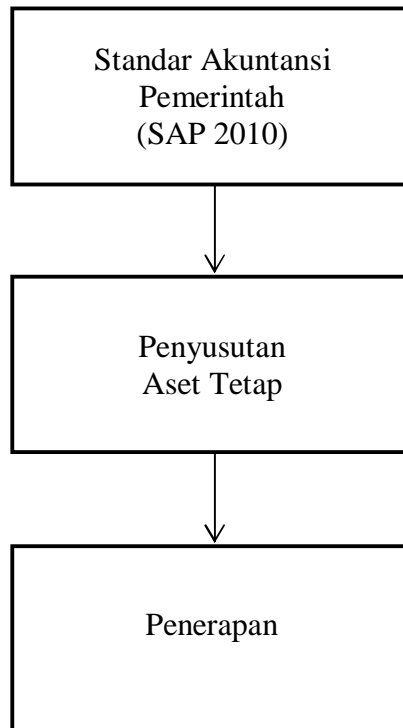 Standar Akuntansi
Pemerintah
(SAP 2010)
Penyusutan
Aset Tetap
Penerapan